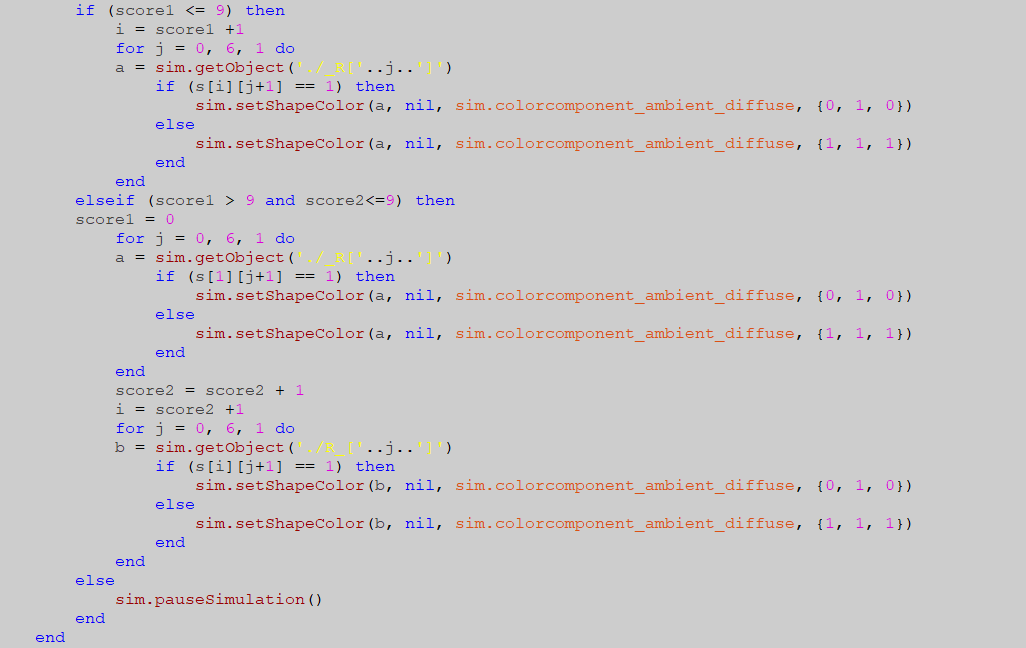 if (score1 <= 9) then
i = score1 +1
for j = 0, 6, 1 do
a = sim.getObject('./_R['..j..']')
if (s[i][j+1] == 1) then
sim.setShapeColor(a, nil, sim.colorcomponent_ambient_diffuse, {0, 1, 0})
else
sim.setShapeColor(a, nil, sim.colorcomponent_ambient_diffuse, {1, 1, 1})
end
end
elseif (score1 > 9 and score2<=9) then
score1 = 0
for j = 0, 6, 1 do
a = sim.getObject('./_R['..j..']')
if (s[1][j+1] == 1) then
sim.setShapeColor(a, nil, sim.colorcomponent_ambient_diffuse, {0, 1, 0})
else
sim.setShapeColor(a, nil, sim.colorcomponent_ambient_diffuse, {1, 1, 1})
end
end
score2 = score2 + 1
i = score2 +1
for j = 0, 6, 1 do
b = sim.getObject('./R_['..j..']')
if (s[i][j+1] == 1) then
sim.setShapeColor(b, nil, sim.colorcomponent_ambient_diffuse, {0, 1, 0})
else
sim.setShapeColor(b, nil, sim.colorcomponent_ambient_diffuse, {1, 1, 1})
end
end
else
sim.pauseSimulation()
end
end